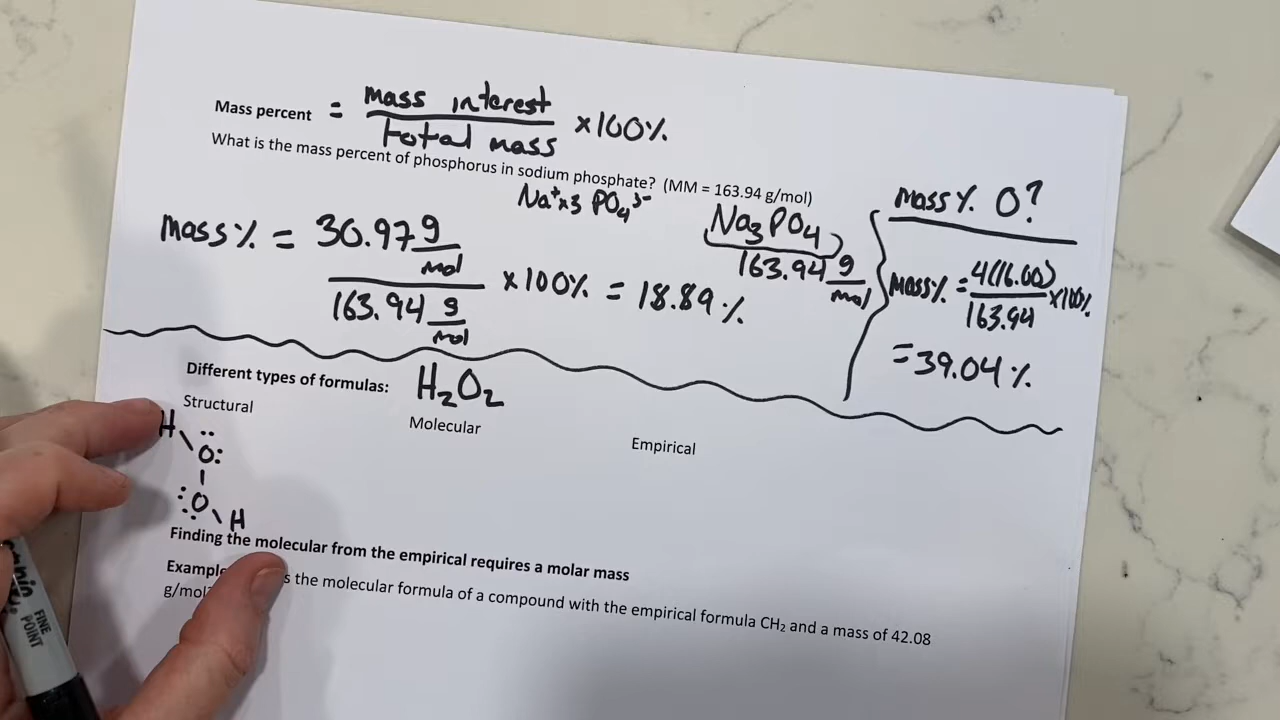 Mass percent = mass interest / total mass ×100%
What is the mass percent of phosphorus in sodium phosphate? (MM = 163.94 g/mol)
Na⁺×3 PO₄³⁻
Na₃PO₄
163.94 g/mol
mass% = 30.97 g/mol / 163.94 g/mol ×100% = 18.89%
mass% O?
mass% = 4(16.00) / 163.94 ×100%
= 39.04%
Different types of formulas: H₂O₂
Structural Molecular Empirical
H
O
O
H
Finding the molecular from the empirical requires a molar mass
the molecular formula of a compound with the empirical formula CH₂ and a mass of 42.08
FINE
POINT